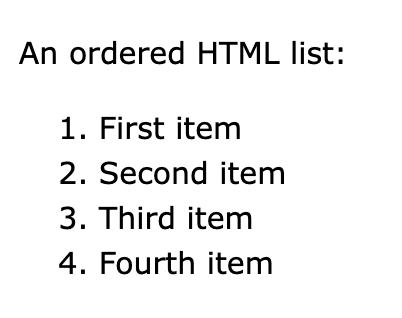 An ordered HTML list:
1. First item
2. Second item
3. Third item
4. Fourth item